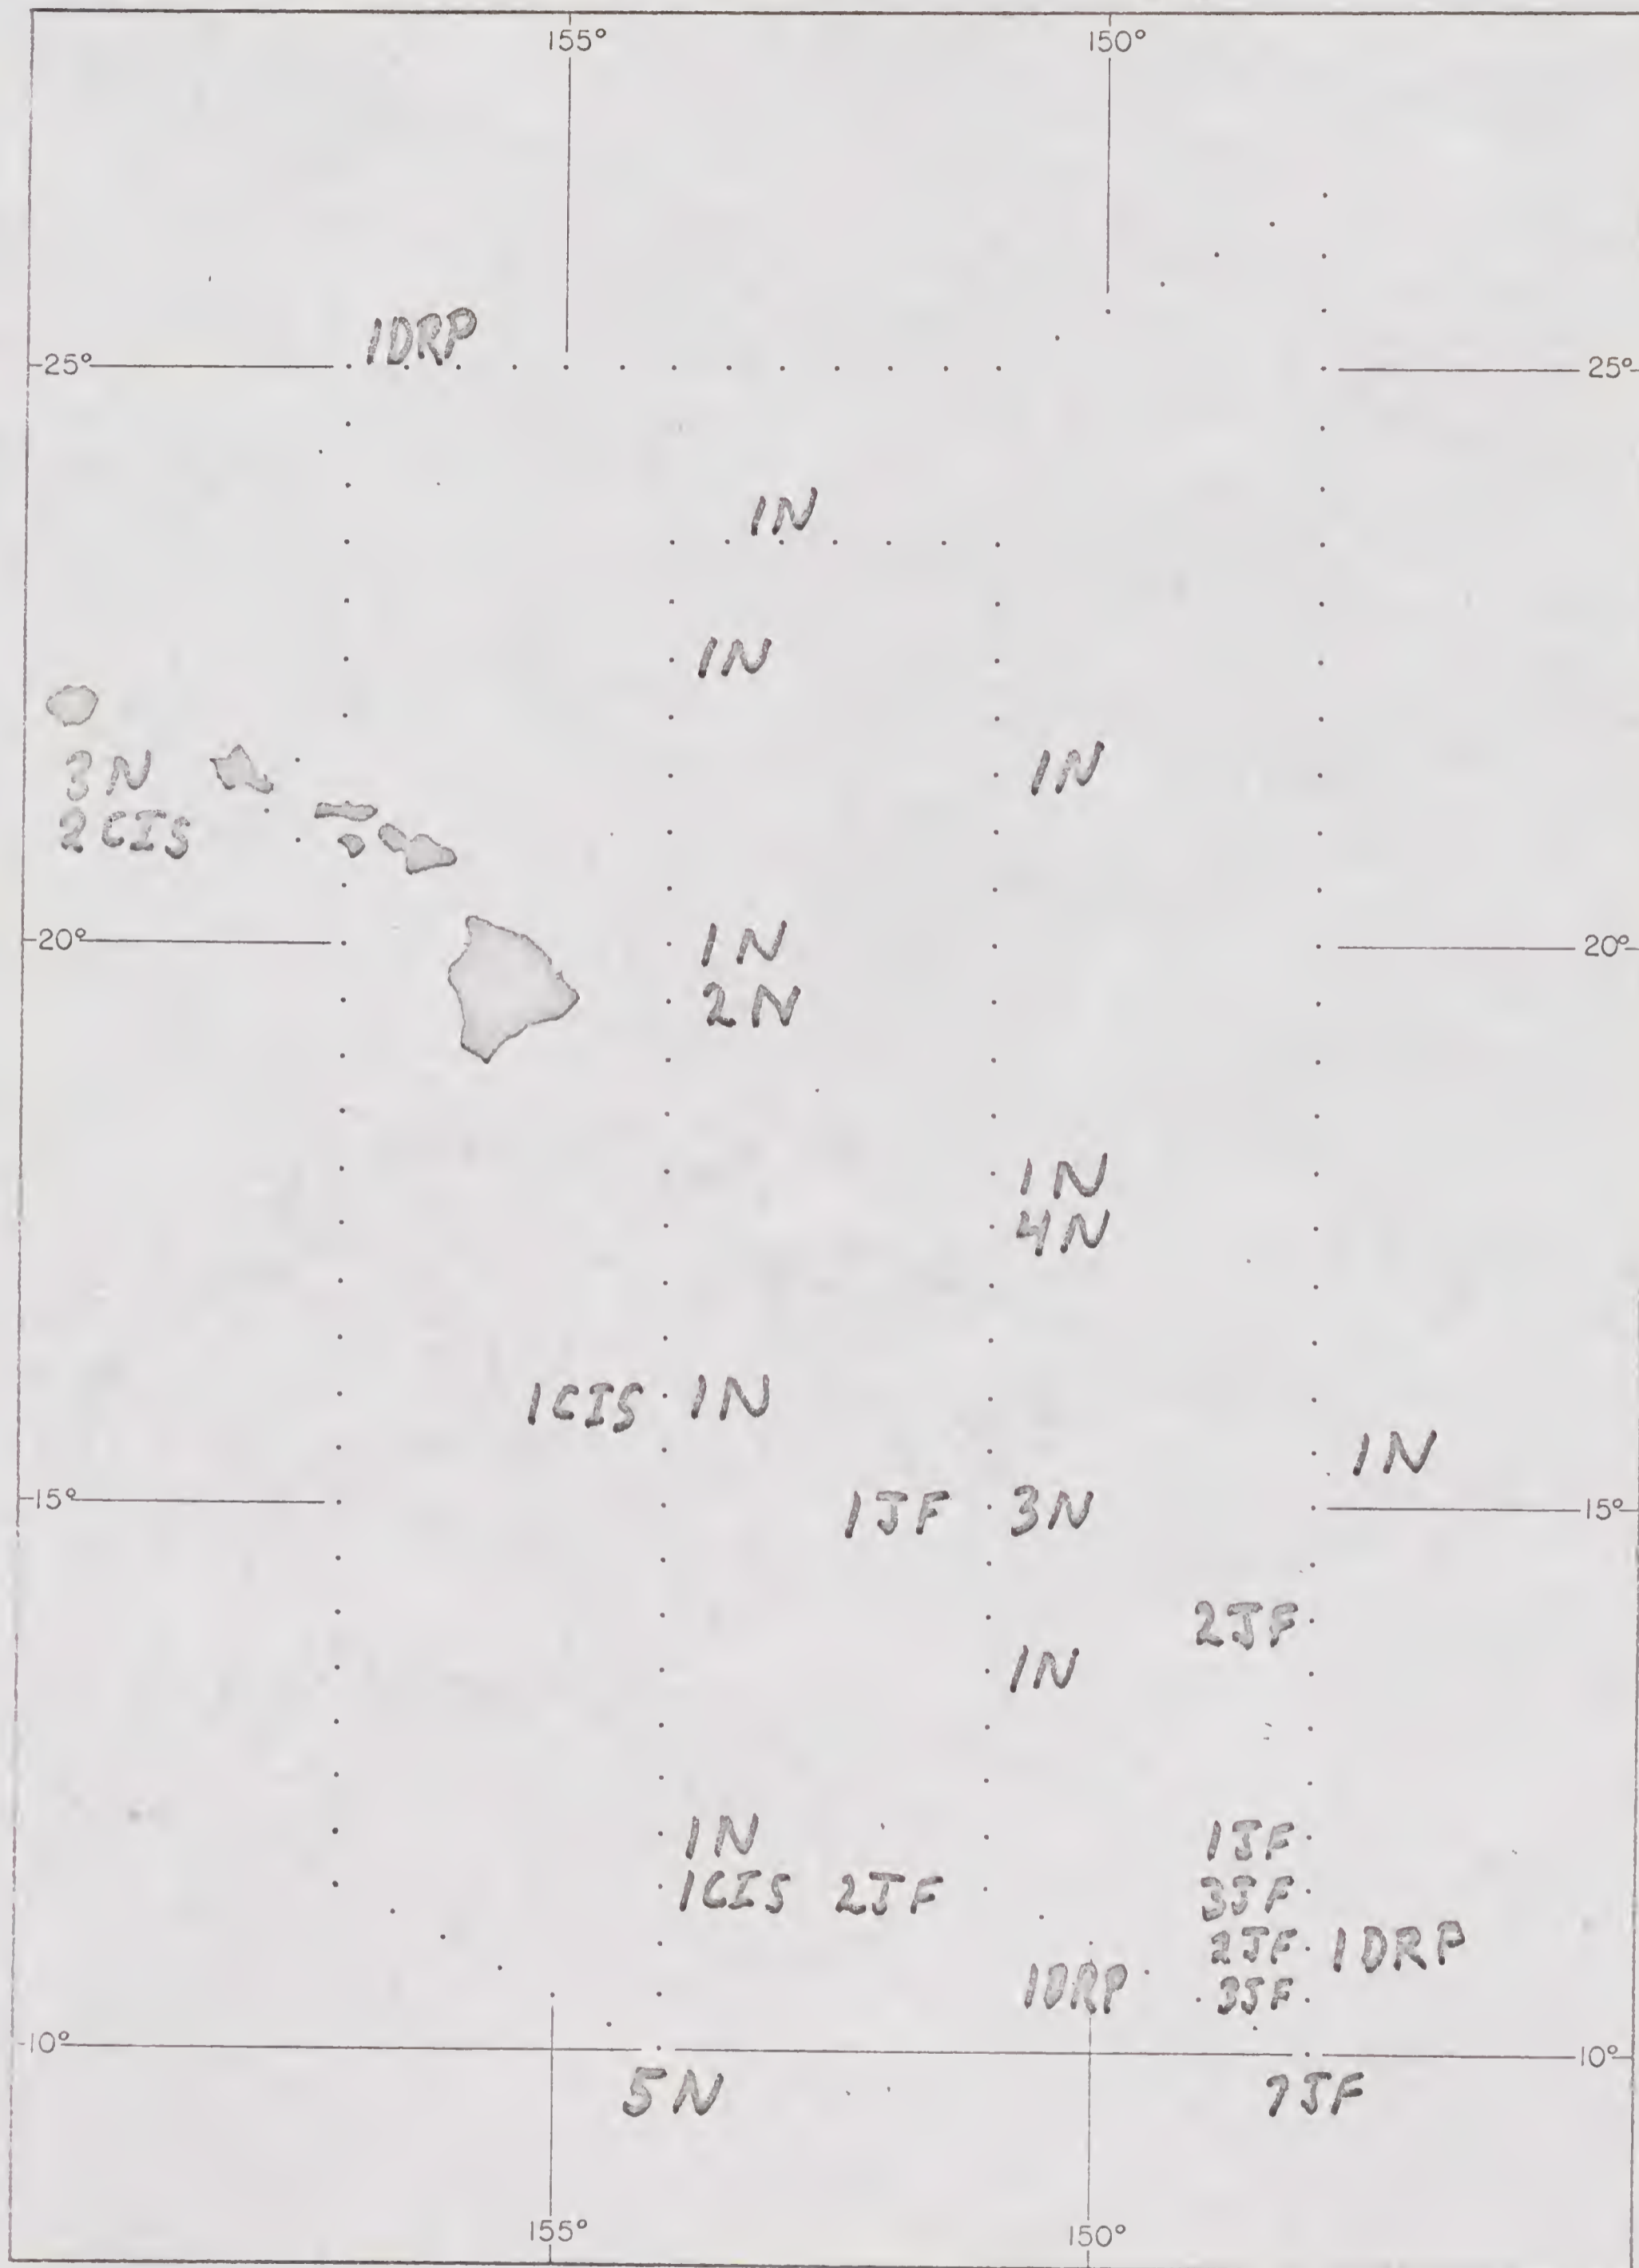 155° 150°
1DRP
25° 25°
1N
1N
1N
3N
2CIS
20° 1N 20°
2N
1N
4N
1CIS 1N
1N
15° 1JF 3N 15°
2JF
1N
1N 1JF
1CIS 2JF 3JF
2JF 1DRP
1DRP 3JF
10° 10°
5N 7JF
155° 150°